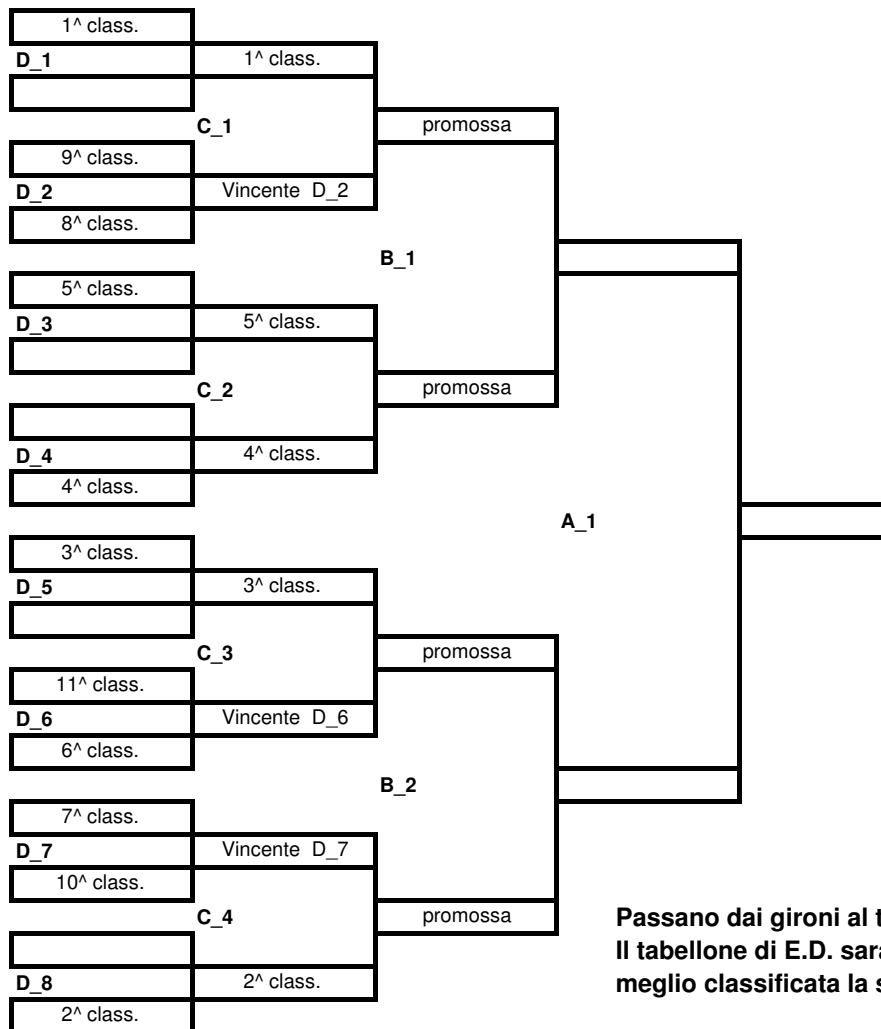 1^ class.
D_1 1^ class.
C_1 promossa
9^ class.
D_2 Vincente D_2
8^ class.
B_1
5^ class.
D_3 5^ class.
C_2 promossa
D_4 4^ class.
4^ class.
A_1
3^ class.
D_5 3^ class.
C_3 promossa
11^ class.
D_6 Vincente D_6
6^ class.
B_2
7^ class.
D_7 Vincente D_7
10^ class.
C_4 promossa
D_8 2^ class.
2^ class.
Passano dai gironi al
Il tabellone di E.D.
meglio classificata la